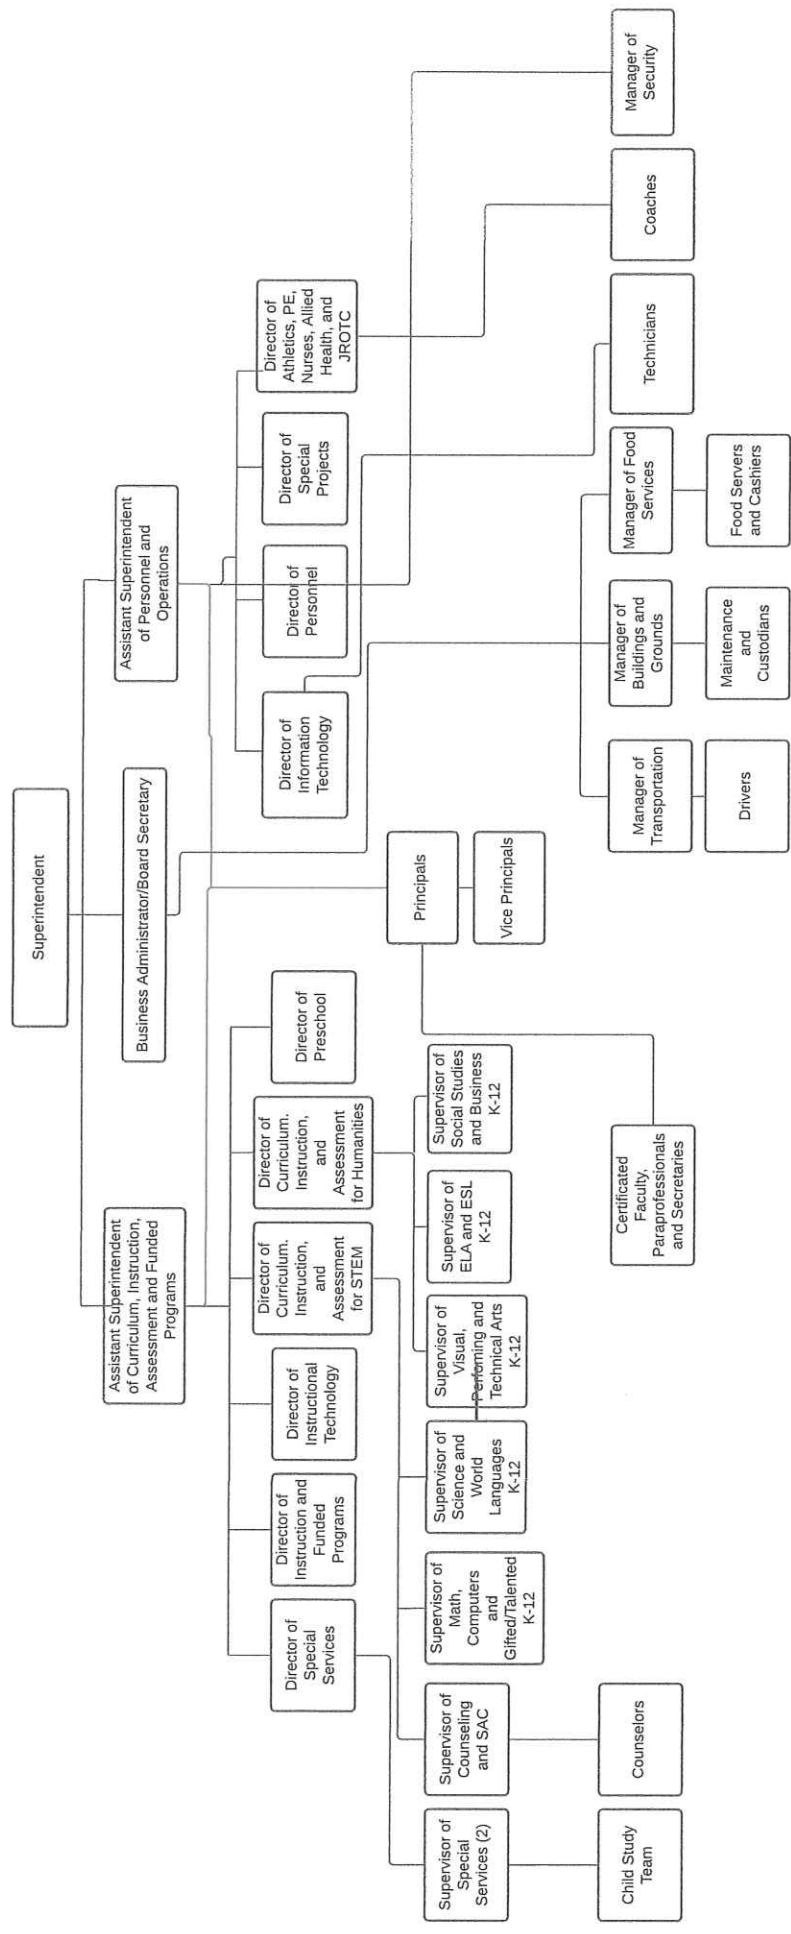 Superintendent
Assistant Superintendent
of Curriculum, Instruction,
Assessment and Funded
Programs
Business Administrator/Board Secretary
Assistant Superintendent
of Personnel and
Operations
Director of
Special
Services
Director of
Instruction and
Funded
Programs
Director of
Instructional
Technology
Director of
Curriculum.
Instruction,
and
Assessment
for STEM
Director of
Curriculum.
Instruction,
and
Assessment
for Humanities
Director of
Preschool
Director of
Information
Technology
Director of
Personnel
Director of
Special
Projects
Director of
Athletics, PE,
Nurses, Allied
Health, and
JROTC
Principals
Vice Principals
Supervisor of
Special
Services (2)
Supervisor of
Counseling
and SAC
Supervisor of
Math,
Computers
and
Gifted/Talented
K-12
Supervisor of
Science and
World
Languages
K-12
Supervisor of
Visual,
Perfoming and
Technical Arts
K-12
Supervisor of
ELA and ESL
K-12
Supervisor of
Social Studies
and Business
K-12
Child Study
Team
Counselors
Certificated
Faculty,
Paraprofessionals
and Secretaries
Manager of
Transportation
Manager of
Buildings and
Grounds
Manager of Food
Services
Technicians
Coaches
Manager of
Security
Drivers
Maintenance
and
Custodians
Food Servers
and Cashiers